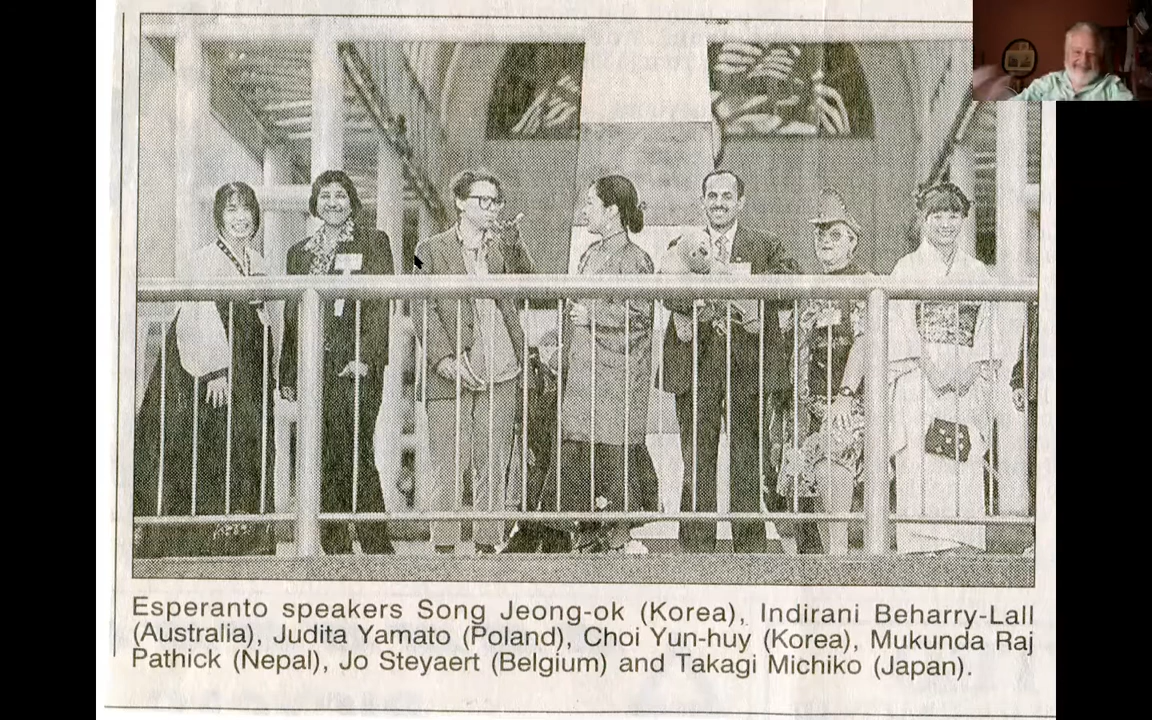 Esperanto speakers Song Jeong-ok (Korea), Indirani Beharry-Lall
(Australia), Judita Yamato (Poland), Choi Yun-huy (Korea), Mukunda Raj
Pathick (Nepal), Jo Steyaert (Belgium) and Takagi Michiko (Japan).